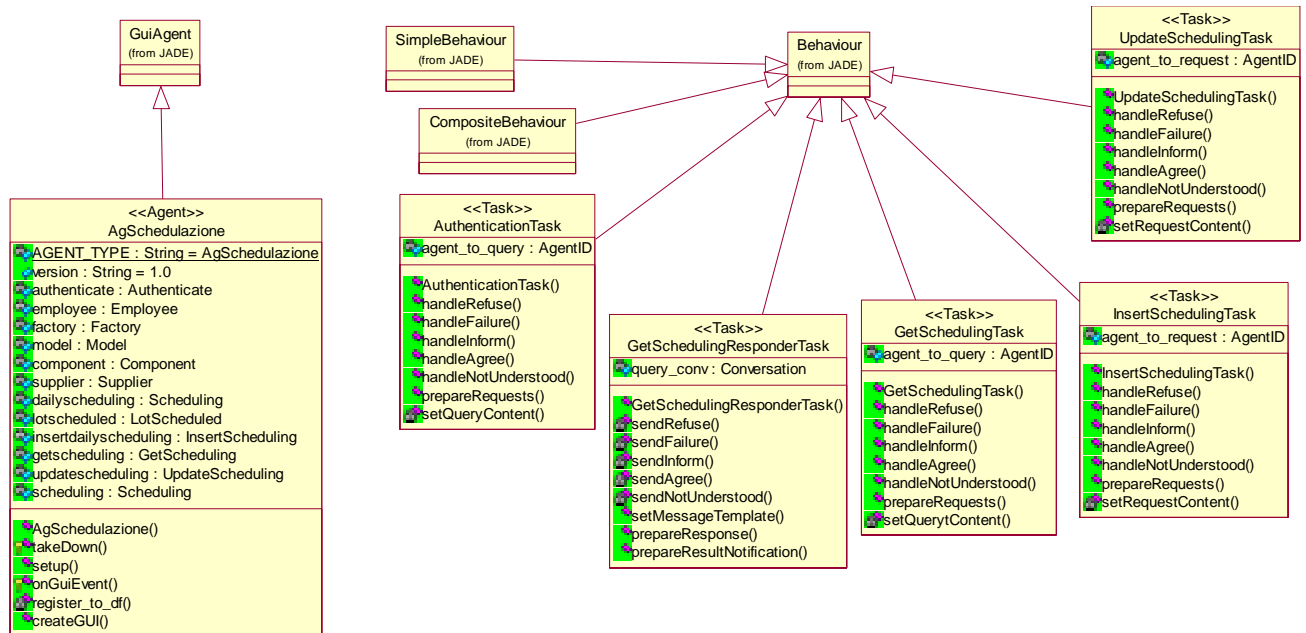 GuiAgent
(from JADE)
SimpleBehaviour
(from JADE)
CompositeBehaviour
(from JADE)
Behaviour
(from JADE)
<<Task>>
UpdateSchedulingTask
agent_to_request : AgentID
UpdateSchedulingTask()
handleRefuse()
handleFailure()
handleInform()
handleAgree()
handleNotUnderstood()
prepareRequests()
setRequestContent()
<<Agent>>
AgSchedulazione
AGENT_TYPE : String = AgSchedulazione
version : String = 1.0
authenticate : Authenticate
employee : Employee
factory : Factory
model : Model
component : Component
supplier : Supplier
dailyscheduling : Scheduling
lotscheduled : LotScheduled
insertdailyscheduling : InsertScheduling
getscheduling : GetScheduling
updatescheduling : UpdateScheduling
scheduling : Scheduling
AgSchedulazione()
takeDown()
setup()
onGuiEvent()
register_to_df()
createGUI()
<<Task>>
AuthenticationTask
agent_to_query : AgentID
AuthenticationTask()
handleRefuse()
handleFailure()
handleInform()
handleAgree()
handleNotUnderstood()
prepareRequests()
setQueryContent()
<<Task>>
GetSchedulingResponderTask
query_conv : Conversation
GetSchedulingResponderTask()
sendRefuse()
sendFailure()
sendInform()
sendAgree()
sendNotUnderstood()
setMessageTemplate()
prepareResponse()
prepareResultNotification()
<<Task>>
GetSchedulingTask
agent_to_query : AgentID
GetSchedulingTask()
handleRefuse()
handleFailure()
handleInform()
handleAgree()
handleNotUnderstood()
prepareRequests()
setQuerytContent()
<<Task>>
InsertSchedulingTask
agent_to_request : AgentID
InsertSchedulingTask()
handleRefuse()
handleFailure()
handleInform()
handleAgree()
handleNotUnderstood()
prepareRequests()
setRequestContent()